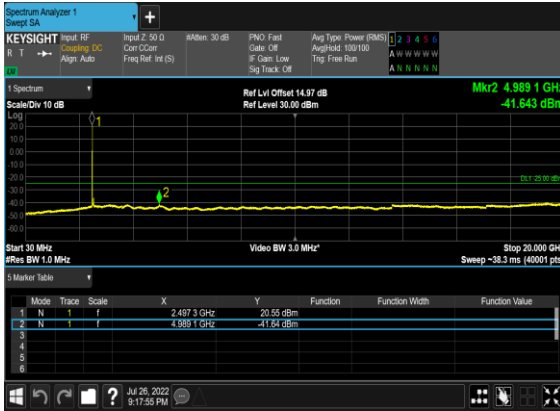 Spectrum Analyzer 1
Swept SA
+
KEYSIGHT Input: RF Input Z: 50 Ω #Atten: 30 dB PNO: Fast Avg Type: Power (RMS) 1 2 3 4 5 6
R T Coupling: DC Corr CCorr Gate: Off Avg|Hold: 100/100 A W W W W W
Align: Auto Freq Ref: Int (S) IF Gain: Low Trig: Free Run
Sig Track: Off A N N N N N
1 Spectrum Ref Lvl Offset 14.97 dB Mkr2 4.989 1 GHz
Scale/Div 10 dB Ref Level 30.00 dBm -41.643 dBm
Log
20.0
10.0
0.00
-10.0
-20.0
-30.0
-40.0
-50.0
-60.0
1
2
Start 30 MHz Video BW 3.0 MHz* Stop 20.000 GH
#Res BW 1.0 MHz Sweep ~38.3 ms (40001 pts
5 Marker Table
Mode Trace Scale X Y Function Function Width Function Value
1 N 1 f 2.497 3 GHz 20.55 dBm
2 N 1 f 4.989 1 GHz -41.64 dBm
3
4
5
6
? Jul 26, 2022
9:17:55 PM